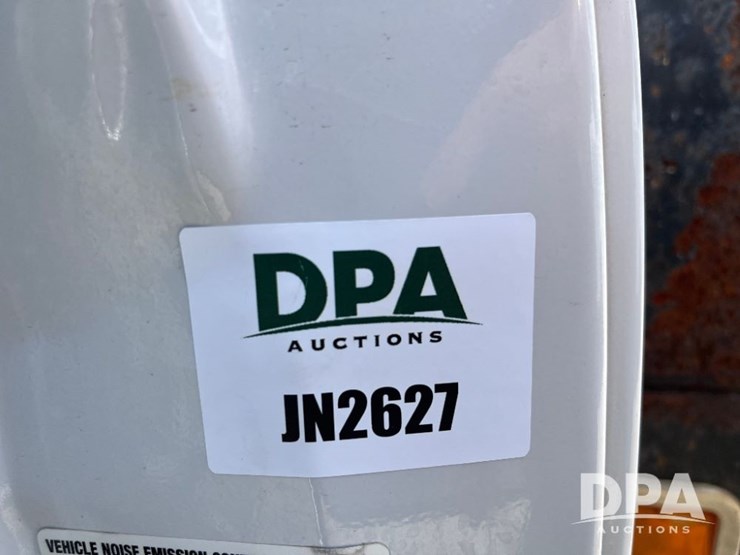 DPA
AUCTIONS
JN2627
VEHICLE NOISE EMISSION
DPA
AUCTIONS